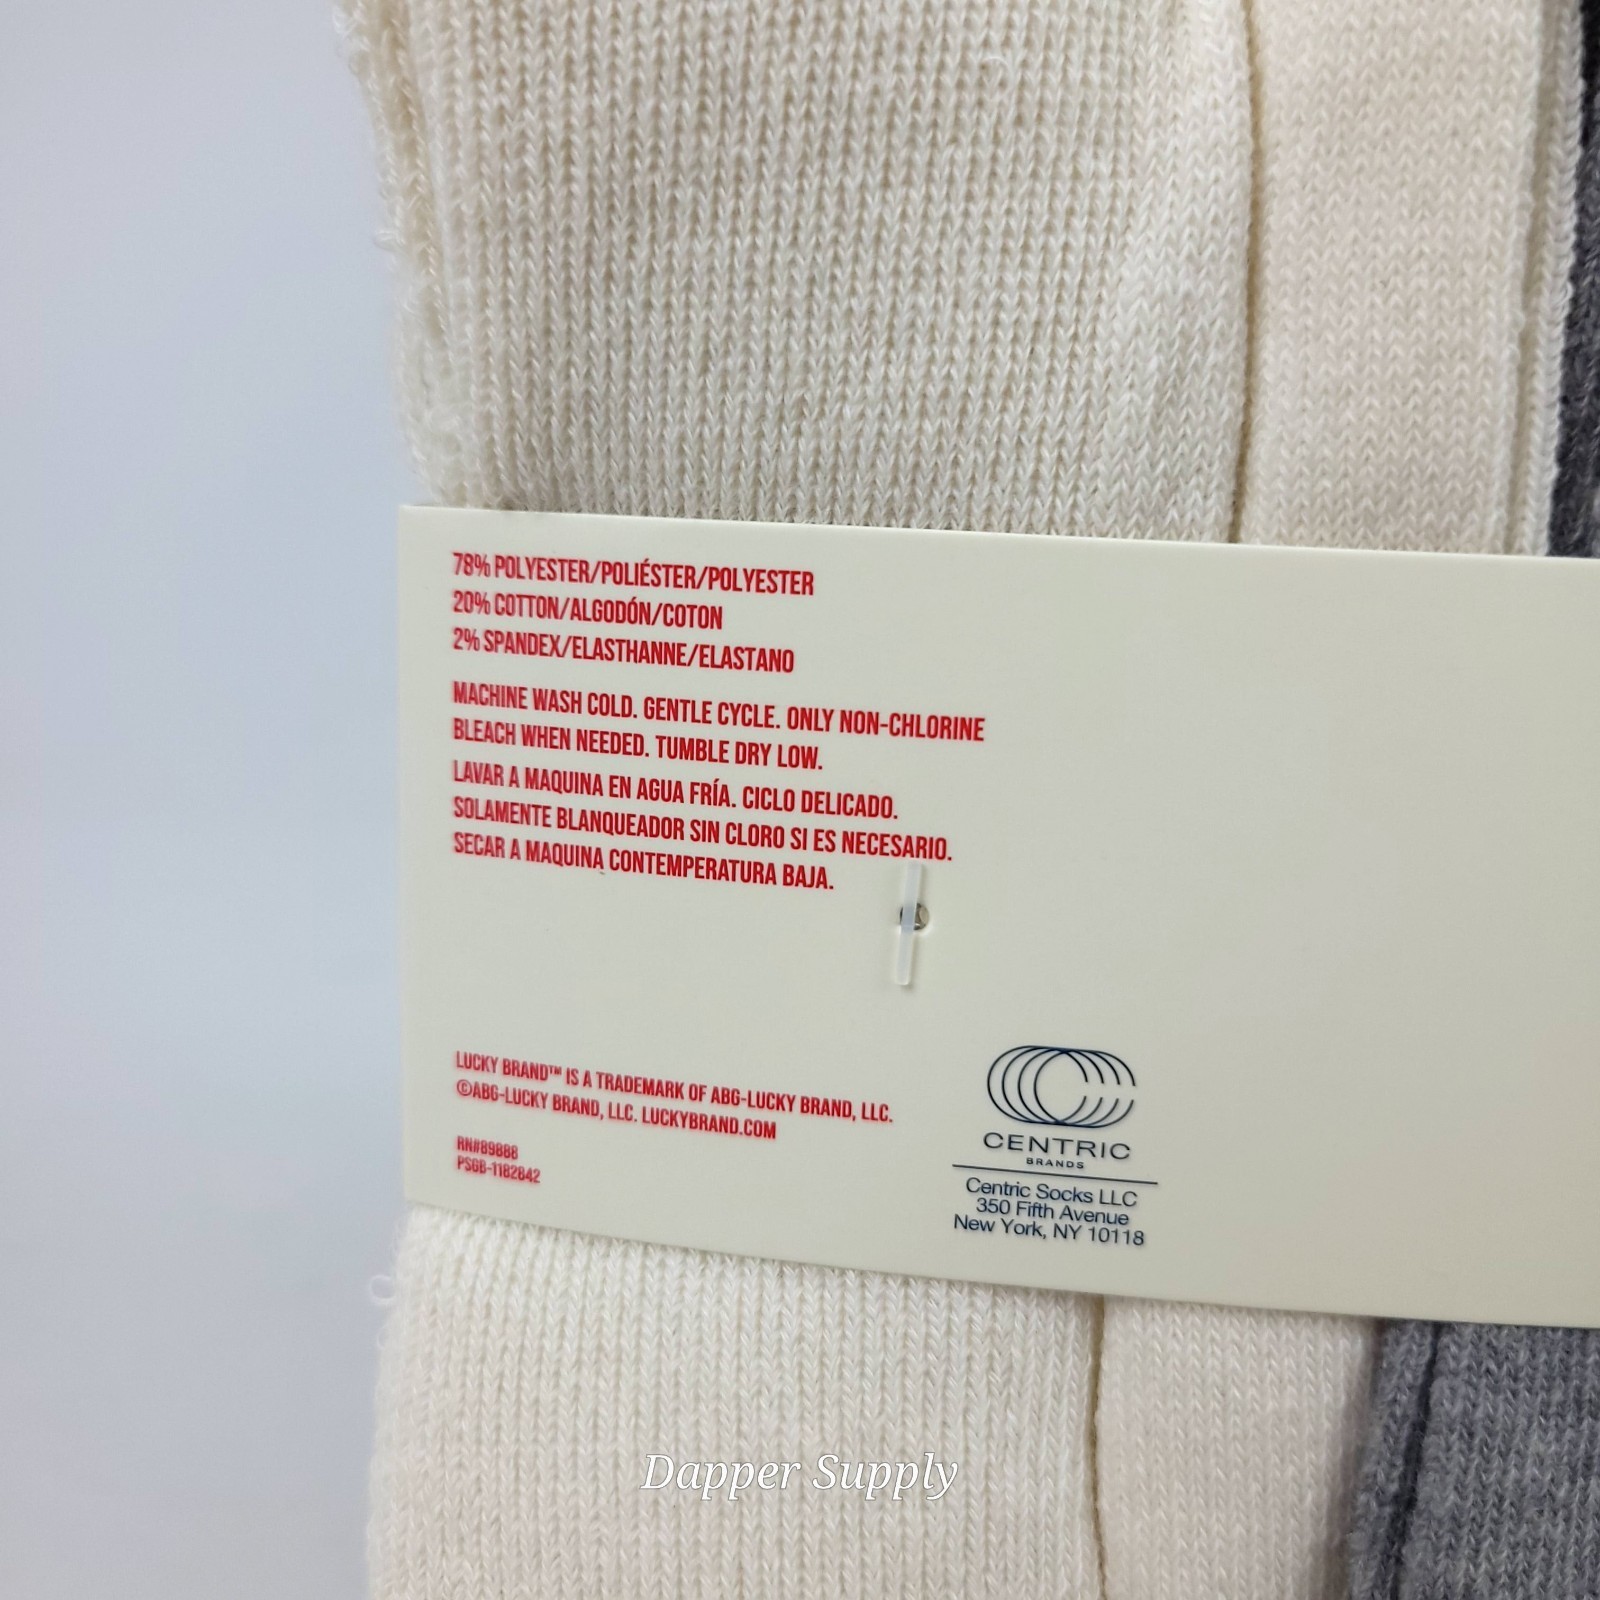 78% POLYESTER/POLIÉSTER/POLYESTER
20% COTTON/ALGODÓN/COTON
2% SPANDEX/ELASTHANNE/ELASTANO
MACHINE WASH COLD. GENTLE CYCLE. ONLY NON-CHLORINE
BLEACH WHEN NEEDED. TUMBLE DRY LOW.
LAVAR A MAQUINA EN AGUA FRÍA. CICLO DELICADO.
SOLAMENTE BLANQUEADOR SIN CLORO SI ES NECESARIO.
SECAR A MAQUINA CONTEMPERATURA BAJA.
LUCKY BRAND™ IS A TRADEMARK OF ABG-LUCKY BRAND, LLC.
©ABG-LUCKY BRAND, LLC. LUCKYBRAND.COM
RN#89888
PSGB-1182842
CENTRIC
BRANDS
Centric Socks LLC
350 Fifth Avenue
New York, NY 10118
Dapper Supply